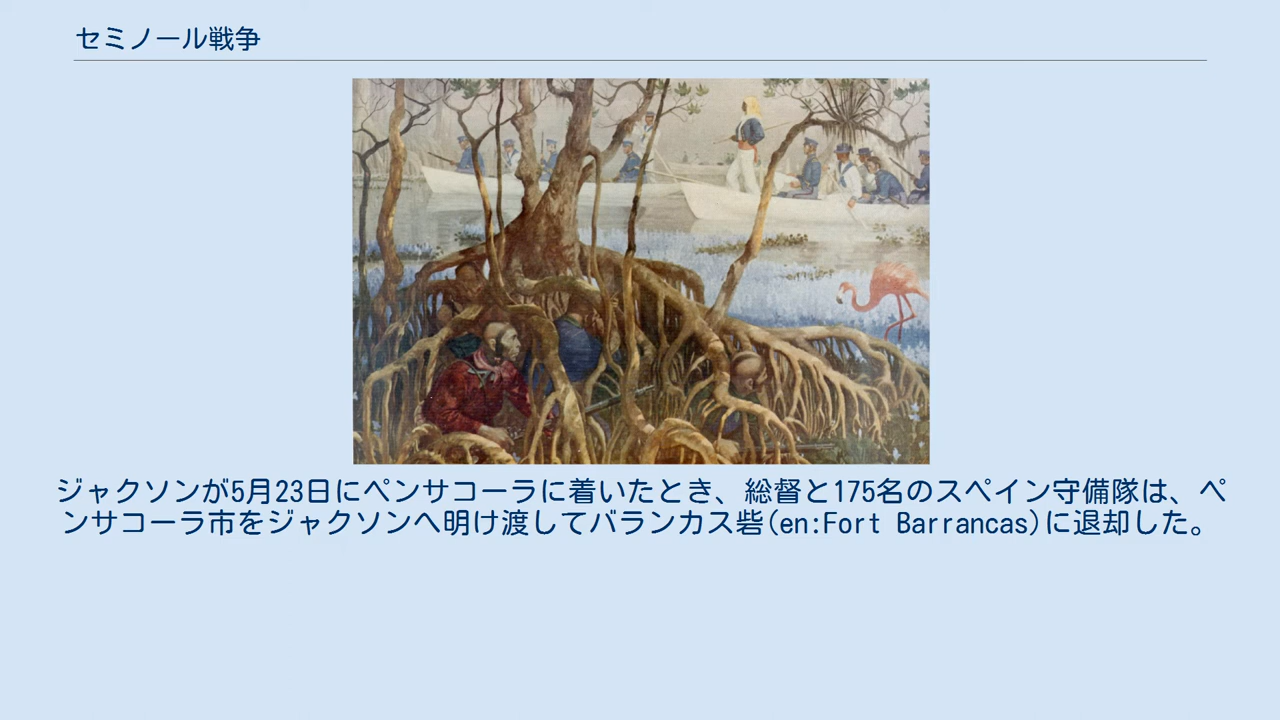 セミノール戦争
ジャクソンが5月23日にペンサコーラに着いたとき、総督と175名のスペイン守備隊は、ペ
ンサコーラ市をジャクソンへ明け渡してバランカス砦(en:Fort Barrancas)に退却した。